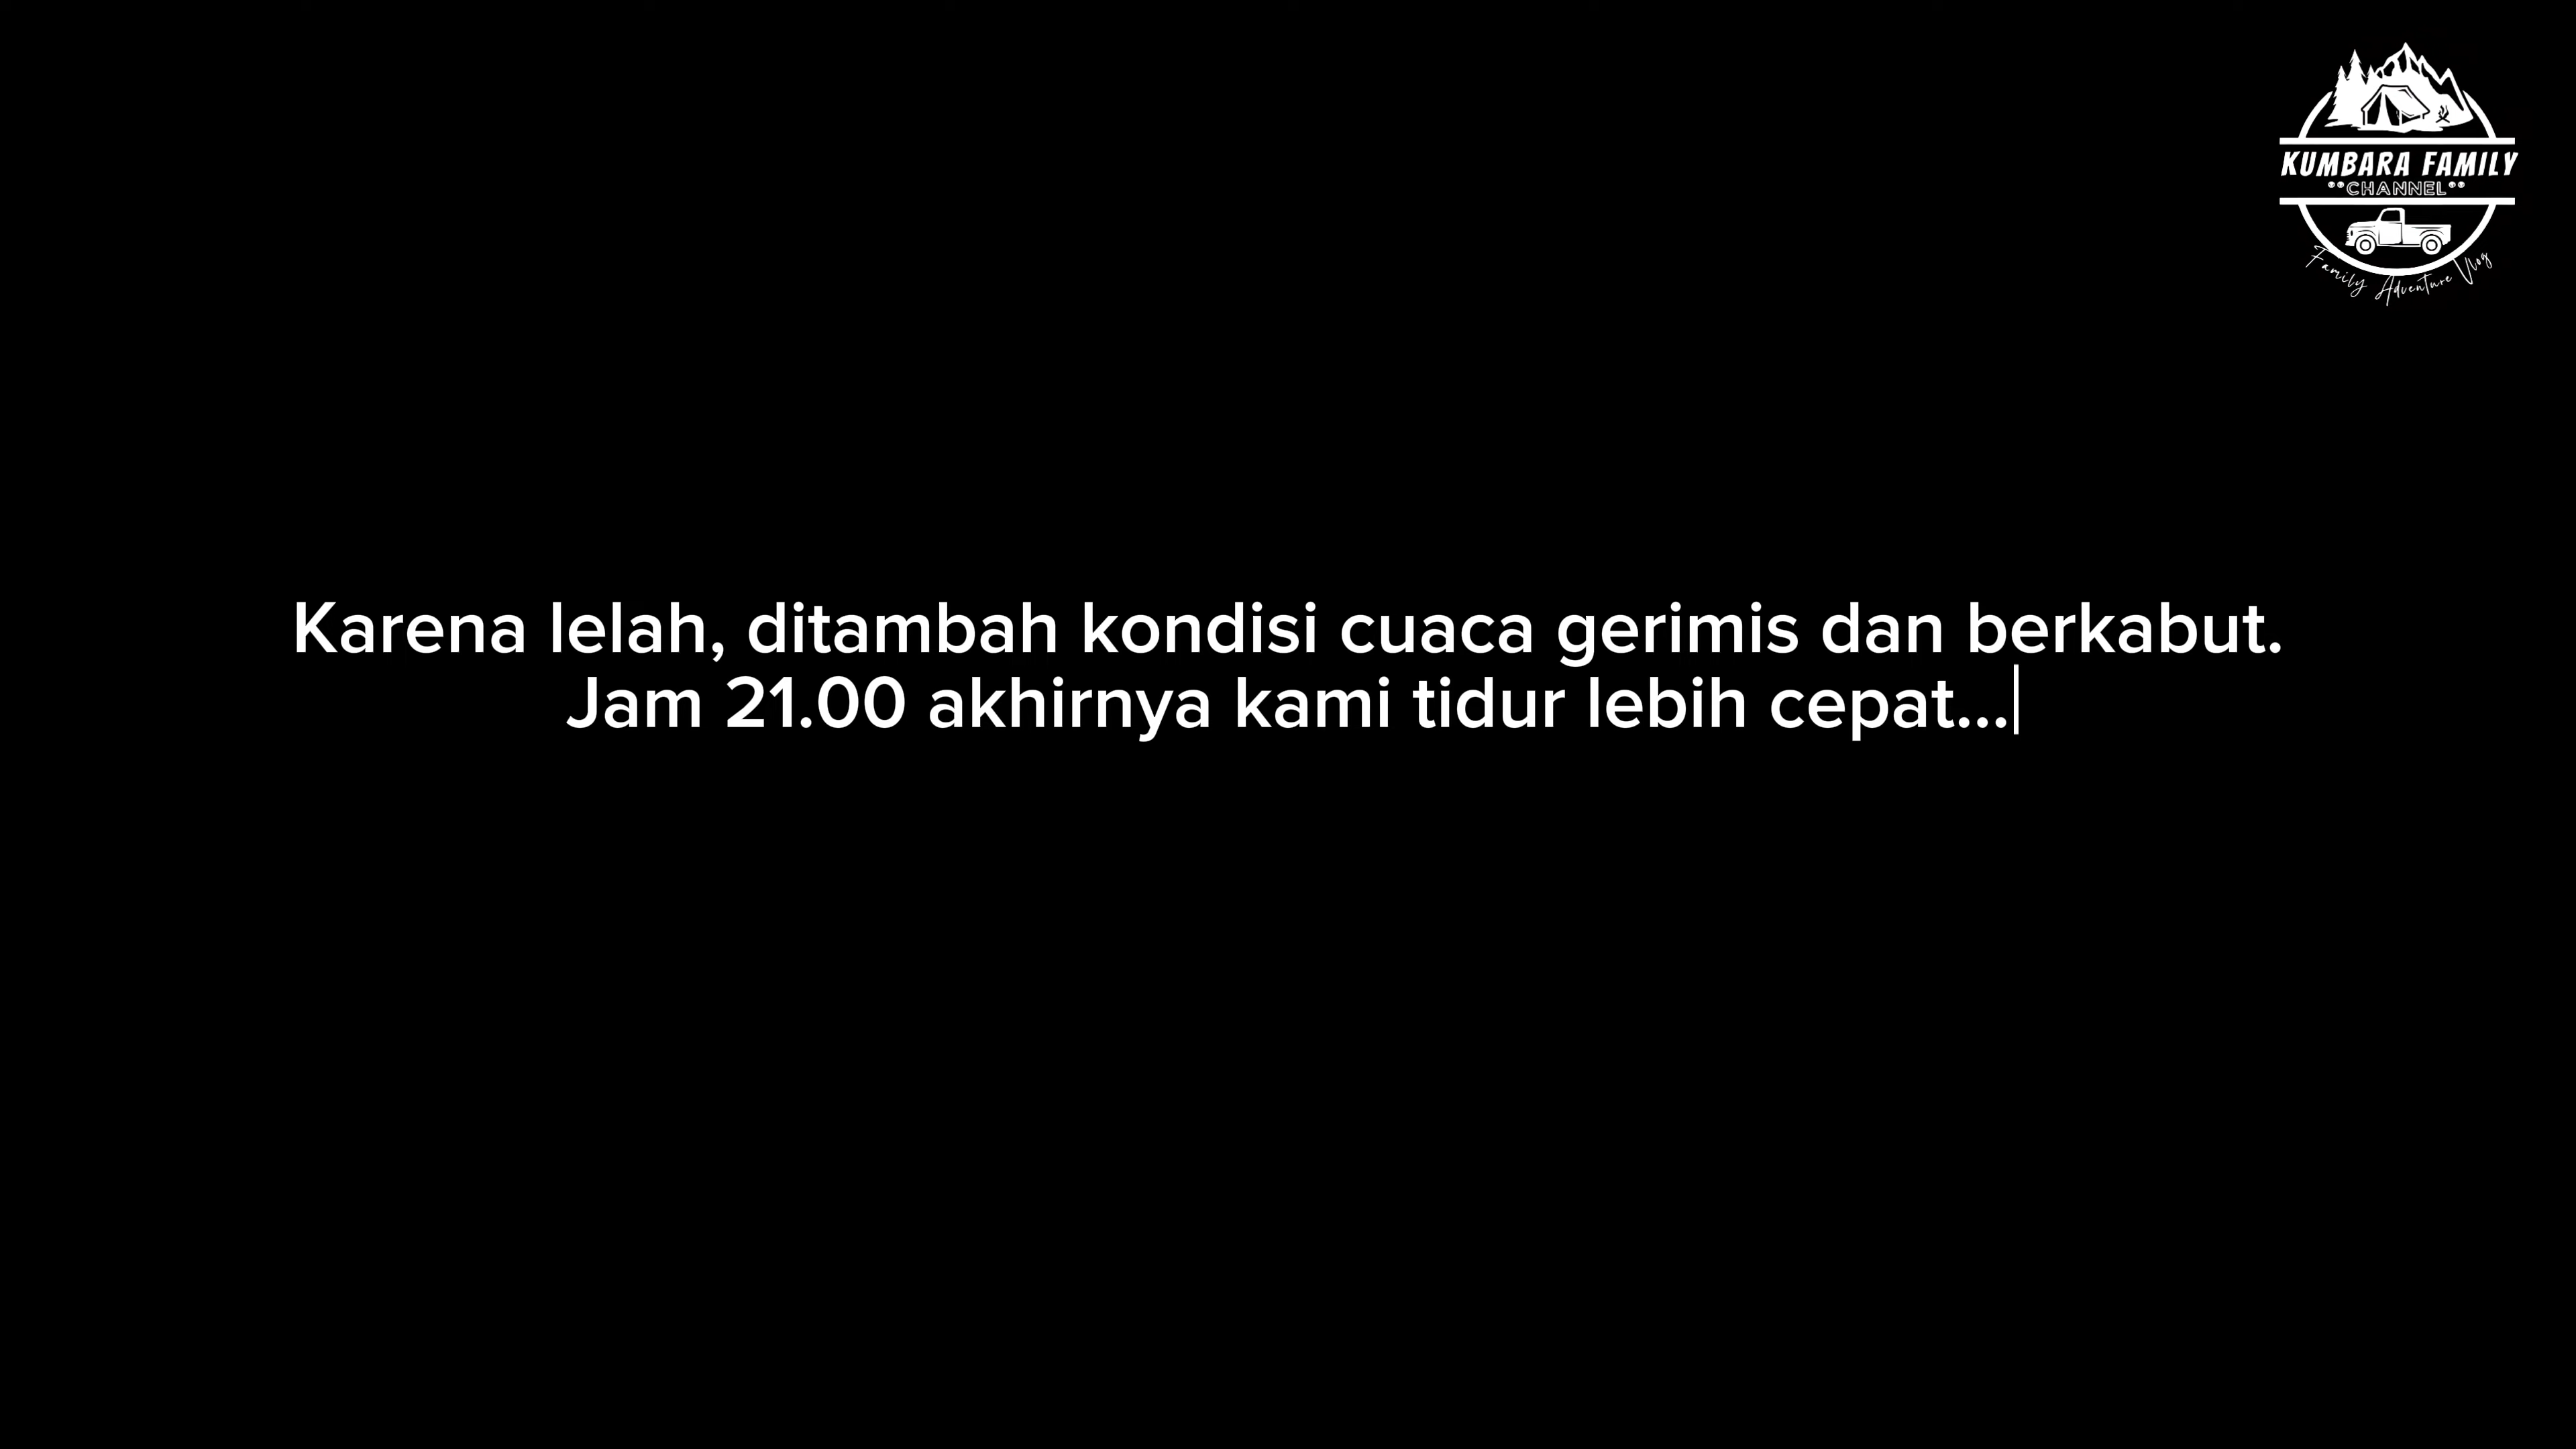 KUMBARA FAMILY
CHANNEL
Family Adventure Vlog
Karena lelah, ditambah kondisi cuaca gerimis dan berkabut.
Jam 21.00 akhirnya kami tidur lebih cepat...